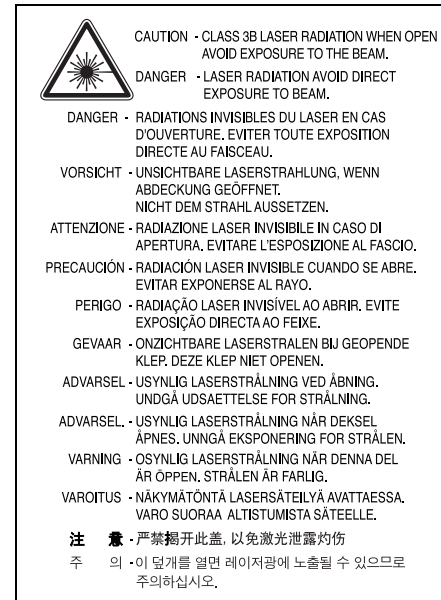 CAUTION - CLASS 3B LASER RADIATION WHEN OPEN
AVOID EXPOSURE TO THE BEAM.
DANGER - LASER RADIATION AVOID DIRECT
EXPOSURE TO BEAM.
DANGER - RADIATIONS INVISIBLES DU LASER EN CAS
D'OUVERTURE. EVITER TOUTE EXPOSITION
DIRECTE AU FAISCEAU.
VORSICHT - UNSICHTBARE LASERSTRAHLUNG, WENN
ABDECKUNG GEÖFFNET.
NICHT DEM STRAHL AUSSETZEN.
ATTENZIONE - RADIAZIONE LASER INVISIBILE IN CASO DI
APERTURA. EVITARE L'ESPOSIZIONE AL FASCIO.
PRECAUCIÓN - RADIACIÓN LASER INVISIBLE CUANDO SE ABRE.
EVITAR EXPONERSE AL RAYO.
PERIGO - RADIAÇÃO LASER INVISÍVEL AO ABRIR. EVITE
EXPOSIÇÃO DIRECTA AO FEIXE.
GEVAAR - ONZICHTBARE LASERSTRALEN BIJ GEOPENDE
KLEP. DEZE KLEP NIET OPENEN.
ADVARSEL - USYNLIG LASERSTRÅLNING VED ÅBNING.
UNDGÅ UDSAETTELSE FOR STRÅLNING.
ADVARSEL. - USYNLIG LASERSTRÅLNING NÅR DEKSEL
ÅPNES. UNNGÅ EKSPONERING FOR STRÅLEN.
VARNING - OSYNLIG LASERSTRÅLNING NÄR DENNA DEL
ÄR ÖPPEN. STRÅLEN ÄR FARLIG.
VAROITUS - NÄKYMÄTÖNTÄ LASERSÄTEILYÄ AVATTAESSA.
VARO SUORAA ALTISTUMISTA SÄTEELLE.
注 意 - 严禁揭开此盖, 以免激光泄露灼伤
주 의 - 이 덮개를 열면 레이저광에 노출될 수 있으므로
주의하십시오.